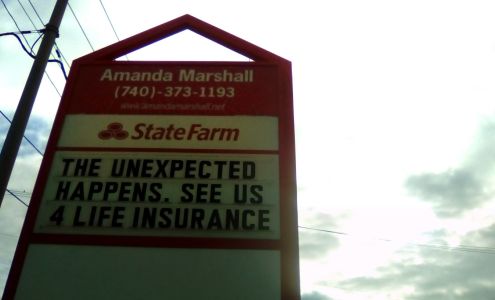 Amanda Marshall
(740)-373-1193
www.amandamarshall.net
State Farm
THE UNEXPECTED
HAPPENS. SEE US
4 LIFE INSURANCE